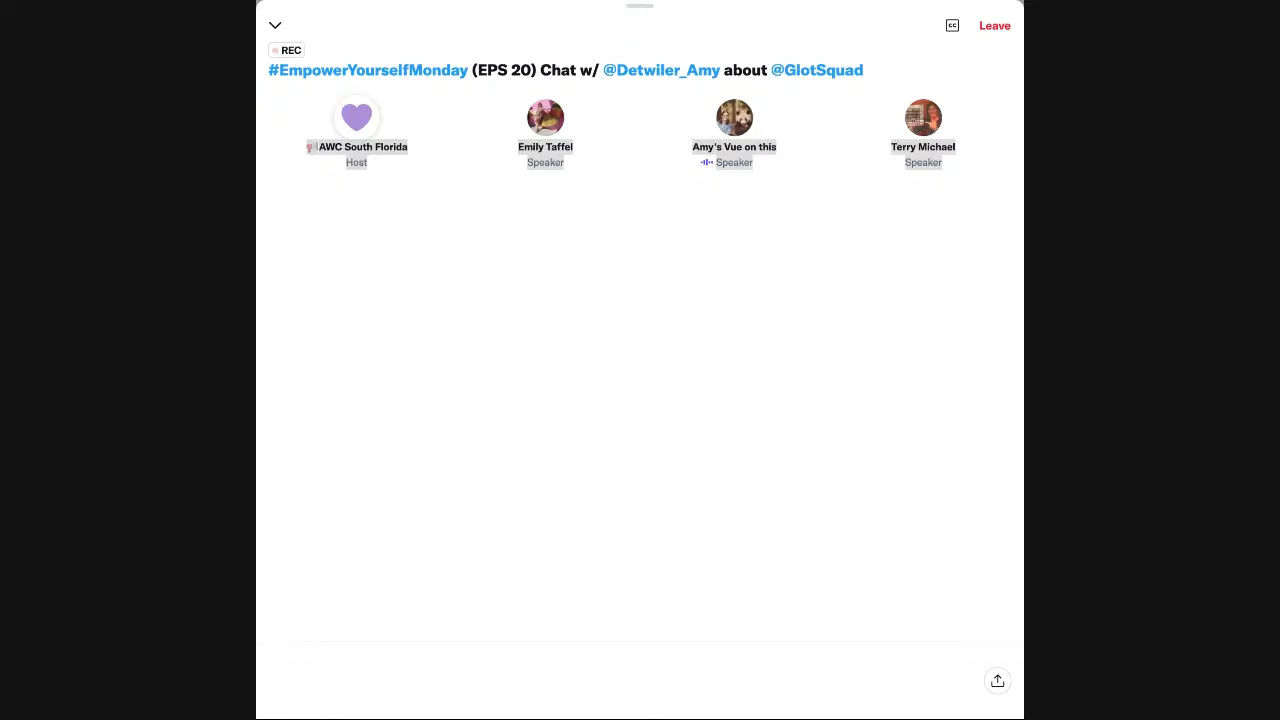 CC
Leave
REC
#EmpowerYourselfMonday (EPS 20) Chat w/ @Detwiler_Amy about @GlotSquad
AWC South Florida
Host
Emily Taffel
Speaker
Amy's Vue on this
Speaker
Terry Michael
Speaker